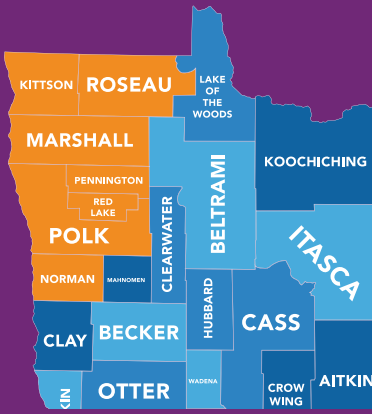 KITTSON
ROSEAU
LAKE
OF THE
WOODS
MARSHALL
KOOCHICHING
PENNINGTON
BELTRAMI
RED
LAKE
CLEARWATER
POLK
ITASCA
NORMAN
MAHNOMEN
HUBBARD
CLAY
BECKER
CASS
KIN
OTTER
WADENA
CROW
WING
AITKIN